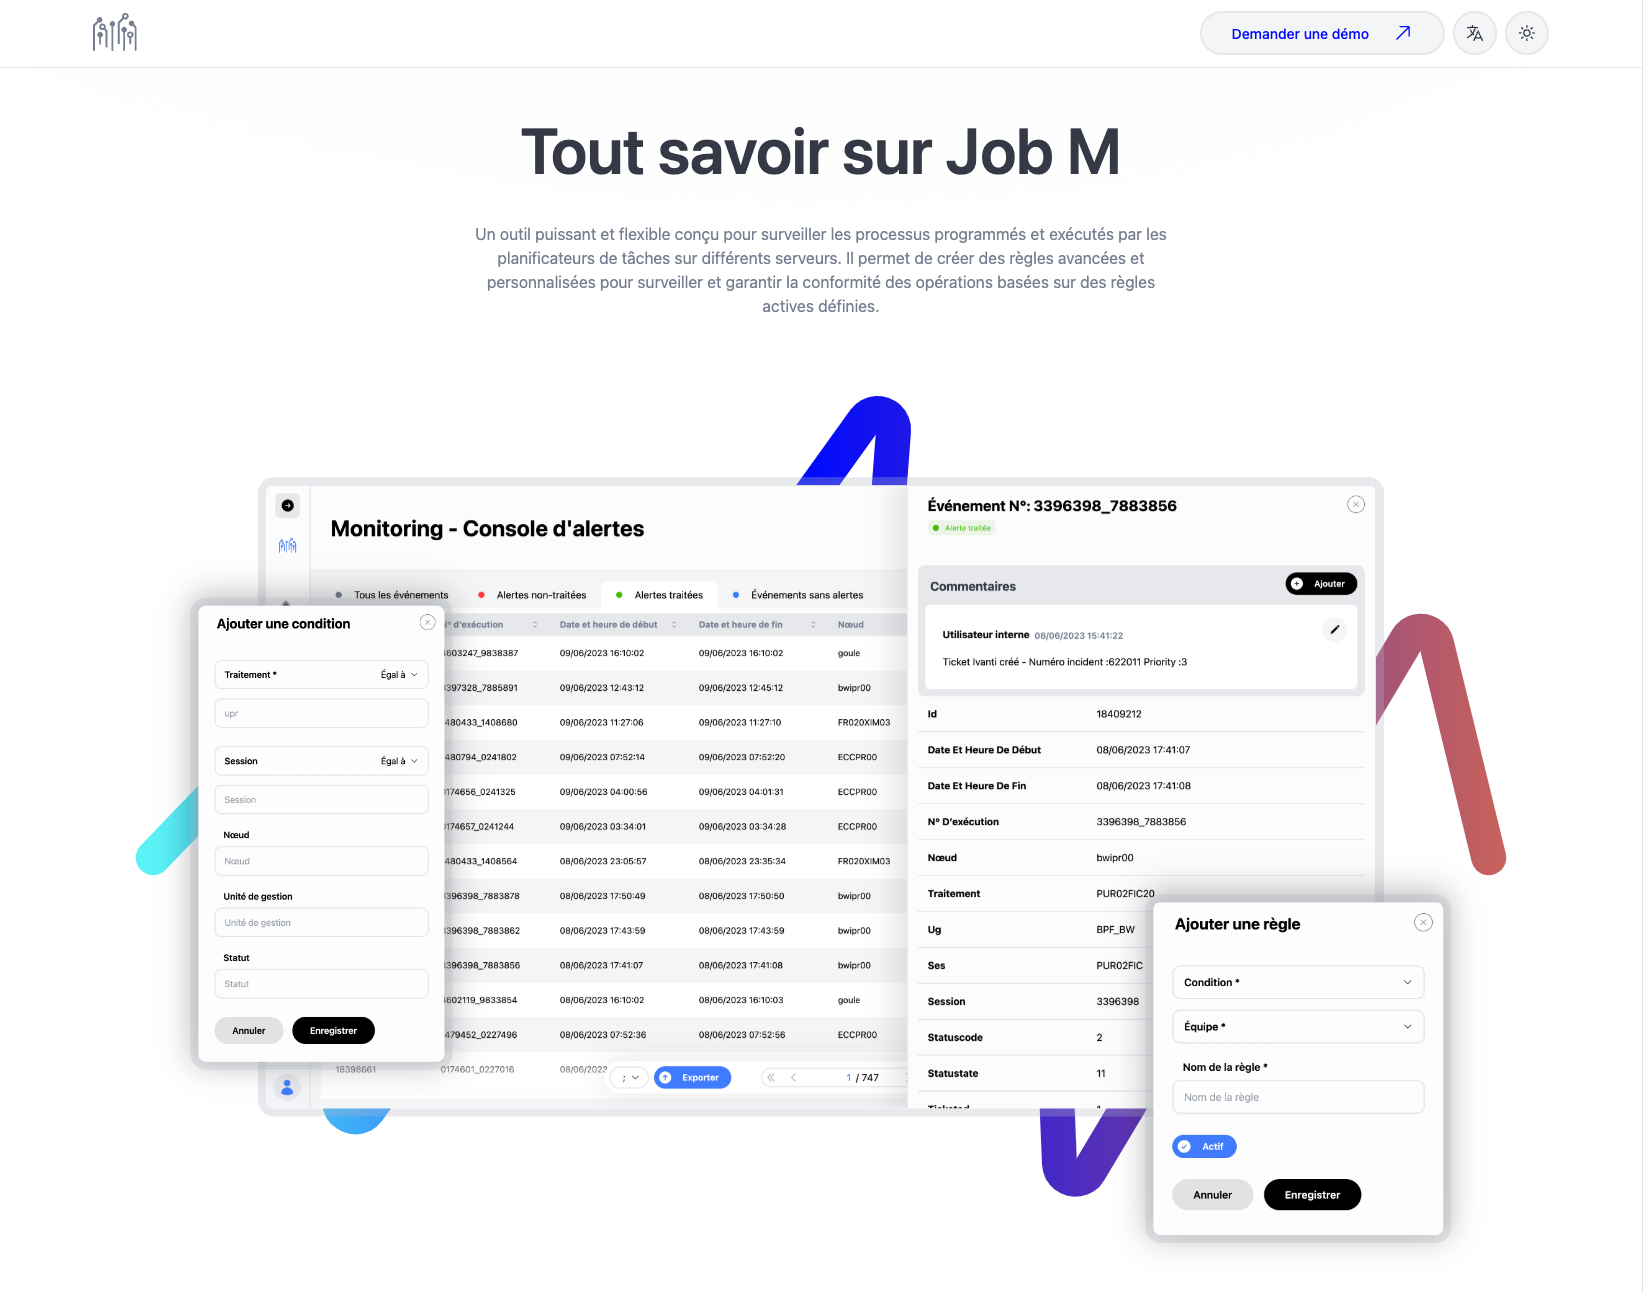 Demander une démo
Tout savoir sur Job M
Un outil puissant et flexible conçu pour surveiller les processus programmés et exécutés par les
planificateurs de tâches sur différents serveurs. Il permet de créer des règles avancées et
personnalisées pour surveiller et garantir la conformité des opérations basées sur des règles
actives définies.
Monitoring - Console d'alertes
Tous les événements
Alertes non-traitées
Alertes traitées
Événements sans alertes
N° d'exécution Date et heure de début Date et heure de fin Nœud
4603247_9838387 09/06/2023 16:10:02 09/06/2023 16:10:02 goule
3397328_7885891 09/06/2023 12:43:12 09/06/2023 12:45:12 bwipr00
480433_1408680 09/06/2023 11:27:06 09/06/2023 11:27:10 FR020XIM03
480794_0241802 09/06/2023 07:52:14 09/06/2023 07:52:20 ECCPR00
0174656_0241325 09/06/2023 04:00:56 09/06/2023 04:01:31 ECCPR00
0174657_0241244 09/06/2023 03:34:01 09/06/2023 03:34:28 ECCPR00
480433_1408564 08/06/2023 23:05:57 08/06/2023 23:35:34 FR020XIM03
3396398_7883878 08/06/2023 17:50:49 08/06/2023 17:50:50 bwipr00
3396398_7883862 08/06/2023 17:43:59 08/06/2023 17:43:59 bwipr00
3396398_7883856 08/06/2023 17:41:07 08/06/2023 17:41:08 bwipr00
4602119_9833854 08/06/2023 16:10:02 08/06/2023 16:10:03 goule
479452_0227496 08/06/2023 07:52:36 08/06/2023 07:52:56 ECCPR00
18398661 0174601_0227016 08/06/2023
; Exporter 1 / 747
Événement N°: 3396398_7883856
Alerte traitée
Commentaires
Ajouter
Utilisateur interne 08/06/2023 15:41:22
Ticket Ivanti créé - Numéro incident :622011 Priority :3
Id 18409212
Date Et Heure De Début 08/06/2023 17:41:07
Date Et Heure De Fin 08/06/2023 17:41:08
N° D'exécution 3396398_7883856
Nœud bwipr00
Traitement PUR02FIC20
Ug BPF_BW
Ses PUR02FIC
Session 3396398
Statuscode 2
Statustate 11
Ajouter une condition
Traitement * Égal à
upr
Session Égal à
Session
Nœud
Nœud
Unité de gestion
Unité de gestion
Statut
Statut
Annuler Enregistrer
Ajouter une règle
Condition *
Équipe *
Nom de la règle *
Nom de la règle
Actif
Annuler Enregistrer